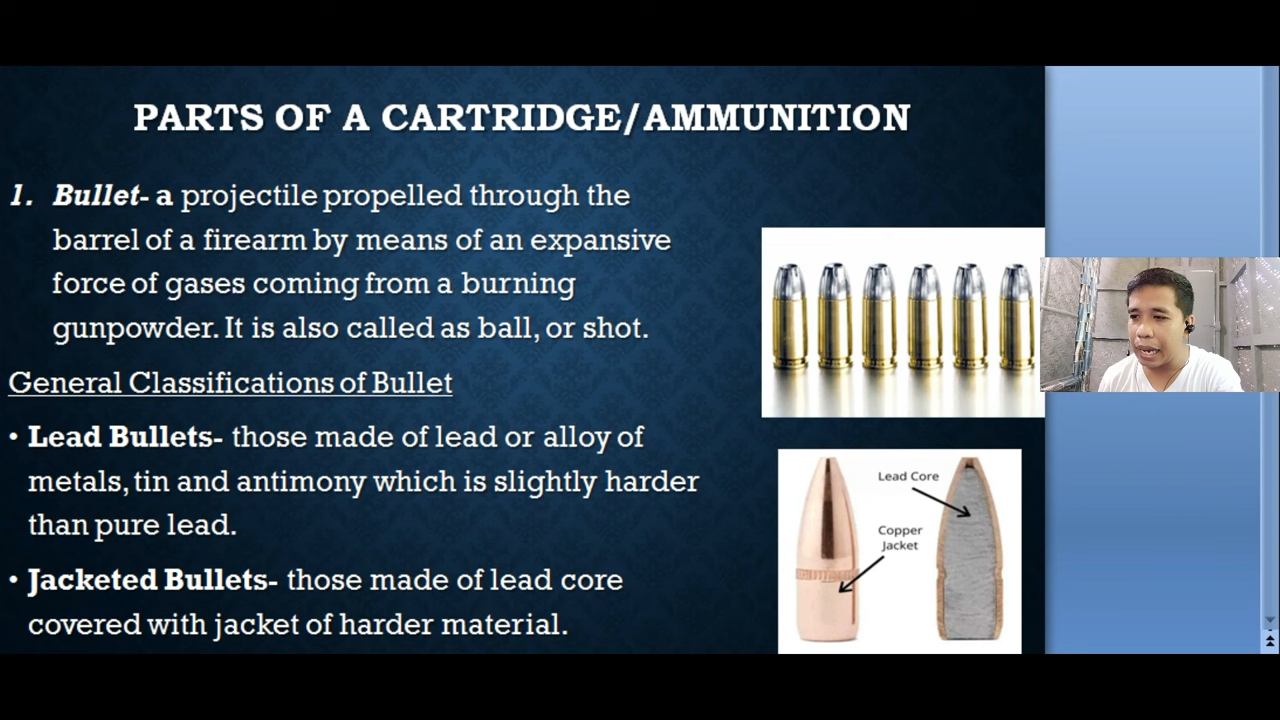 PARTS OF A CARTRIDGE/AMMUNITION
1. Bullet- a projectile propelled through the
barrel of a firearm by means of an expansive
force of gases coming from a burning
gunpowder. It is also called as ball, or shot.
General Classifications of Bullet
• Lead Bullets- those made of lead or alloy of
metals, tin and antimony which is slightly harder
than pure lead.
• Jacketed Bullets- those made of lead core
covered with jacket of harder material.
Lead Core
Copper
Jacket